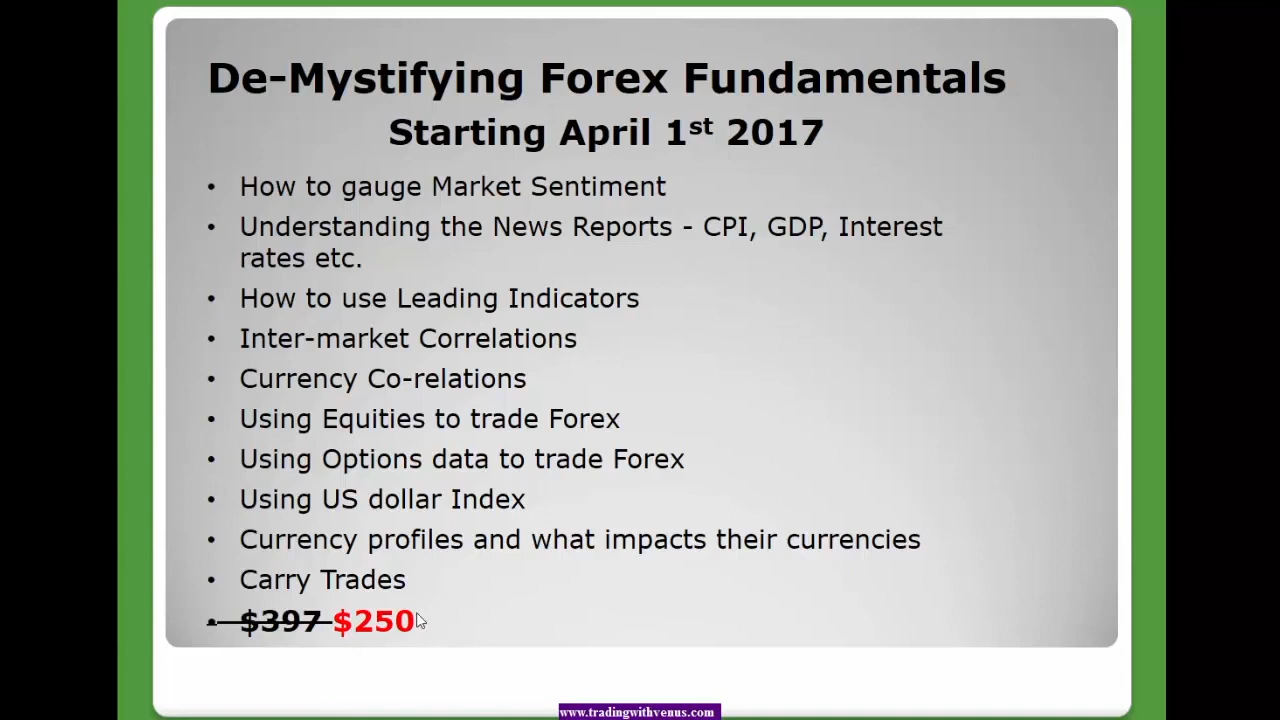 De-Mystifying Forex Fundamentals
Starting April 1st 2017
• How to gauge Market Sentiment
• Understanding the News Reports - CPI, GDP, Interest
rates etc.
• How to use Leading Indicators
• Inter-market Correlations
• Currency Co-relations
• Using Equities to trade Forex
• Using Options data to trade Forex
• Using US dollar Index
• Currency profiles and what impacts their currencies
• Carry Trades
• $397 $250
www.tradingwithvenus.com